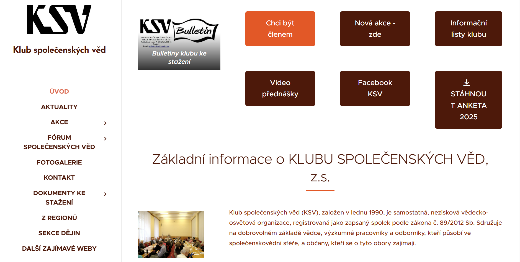 KSV
Klub společenských věd
ÚVOD
AKTUALITY
AKCE
FÓRUM
SPOLEČENSKÝCH VĚD
FOTOGALERIE
KONTAKT
DOKUMENTY KE
STAŽENÍ
Z REGIONŮ
SEKCE DĚJIN
DALŠÍ ZAJÍMAVÉ WEBY
KSV Bulletin
Bulletiny klubu ke
stažení
Chci být
členem
Nová akce -
zde
Informační
listy klubu
Video
přednášky
Facebook
KSV
STÁHNOU
T ANKETA
2025
Základní informace o KLUBU SPOLEČENSKÝCH VĚD,
z.s.
Klub společenských věd (KSV), založen v lednu 1990, je samostatná, nezisková vědecko-
osvětová organizace, registrovaná jako zapsaný spolek podle zákona č. 89/2012 Sb. Sdružuje
na dobrovolném základě vědce, výzkumné pracovníky a odborníky, kteří působí ve
společenskovědní sféře, a občany, kteří se o tyto obory zajímají.